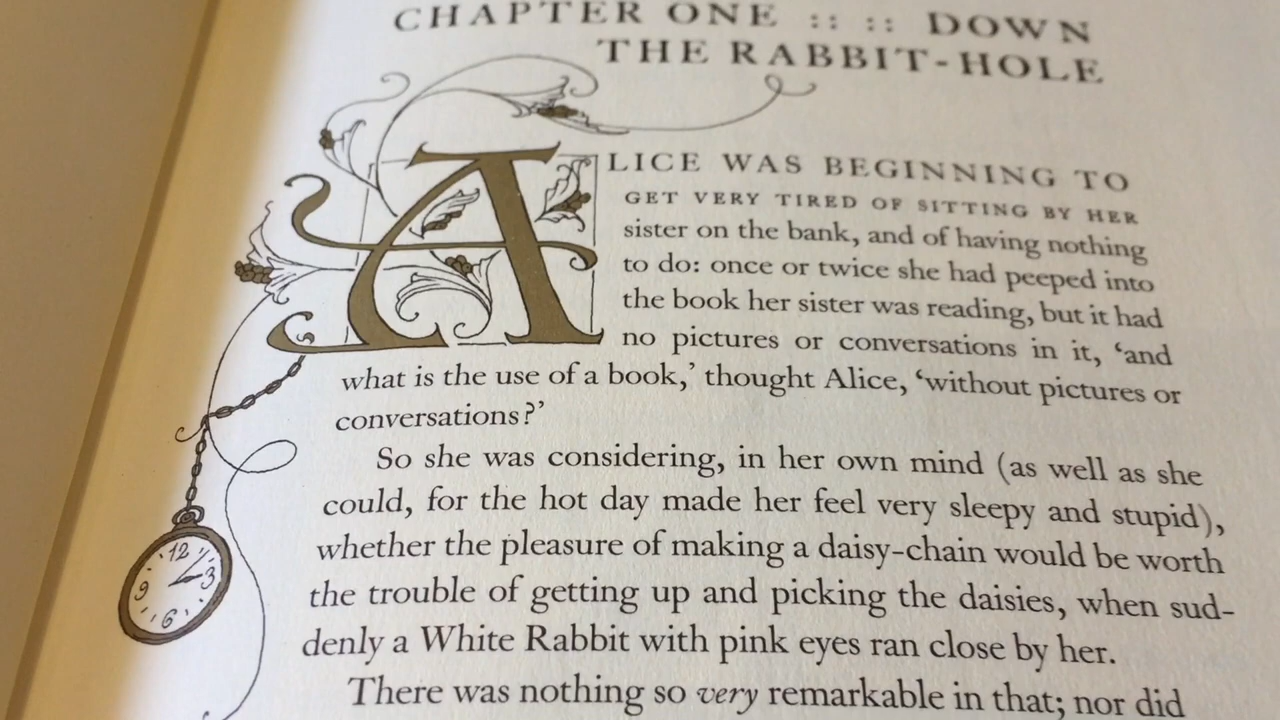 CHAPTER ONE :: :: DOWN
THE RABBIT-HOLE
ALICE WAS BEGINNING TO
GET VERY TIRED OF SITTING BY HER
sister on the bank, and of having nothing
to do: once or twice she had peeped into
the book her sister was reading, but it had
no pictures or conversations in it, ‘and
what is the use of a book,’ thought Alice, ‘without pictures or
conversations?’
So she was considering, in her own mind (as well as she
could, for the hot day made her feel very sleepy and stupid),
whether the pleasure of making a daisy-chain would be worth
the trouble of getting up and picking the daisies, when sud-
denly a White Rabbit with pink eyes ran close by her.
There was nothing so very remarkable in that; nor did
12
3
6
9